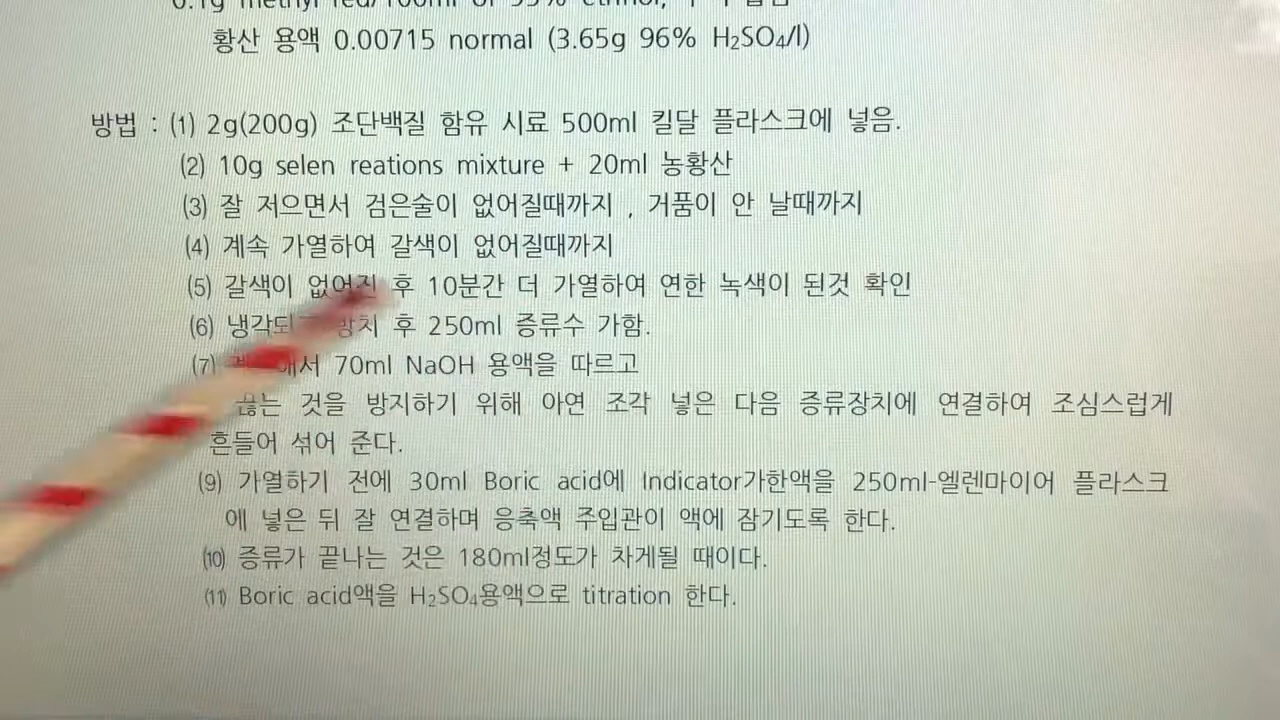 황산 용액 0.00715 normal (3.65g 96% H₂SO₄/l)
방법 : (1) 2g(200g) 조단백질 함유 시료 500ml 킬달 플라스크에 넣음.
(2) 10g selen reations mixture + 20ml 농황산
(3) 잘 저으면서 검은술이 없어질때까지 , 거품이 안 날때까지
(4) 계속 가열하여 갈색이 없어질때까지
(5) 갈색이 없어진 후 10분간 더 가열하여 연한 녹색이 된것 확인
(6) 방치 후 250ml 증류수 가함.
(7) 70ml NaOH 용액을 따르고
끓는 것을 방지하기 위해 아연 조각 넣은 다음 증류장치에 연결하여 조심스럽게
흔들어 섞어 준다.
(9) 가열하기 전에 30ml Boric acid에 Indicator가한액을 250ml-엘렌마이어 플라스크
에 넣은 뒤 잘 연결하며 응축액 주입관이 액에 잠기도록 한다.
(10) 증류가 끝나는 것은 180ml정도가 차게될 때이다.
(11) Boric acid액을 H₂SO₄용액으로 titration 한다.